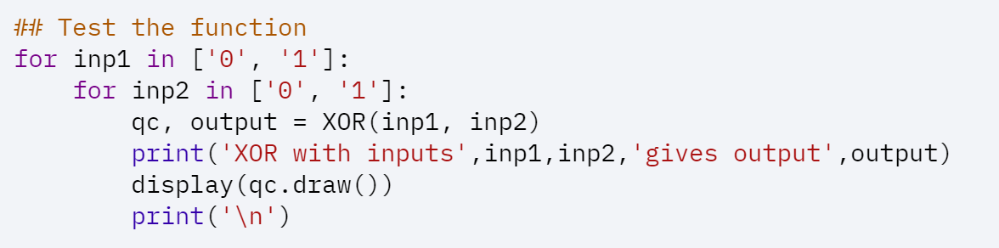 ## Test the function
for inp1 in ['0', '1']:
    for inp2 in ['0', '1']:
        qc, output = XOR(inp1, inp2)
        print('XOR with inputs',inp1,inp2,'gives output',output)
        display(qc.draw())
        print('\n')